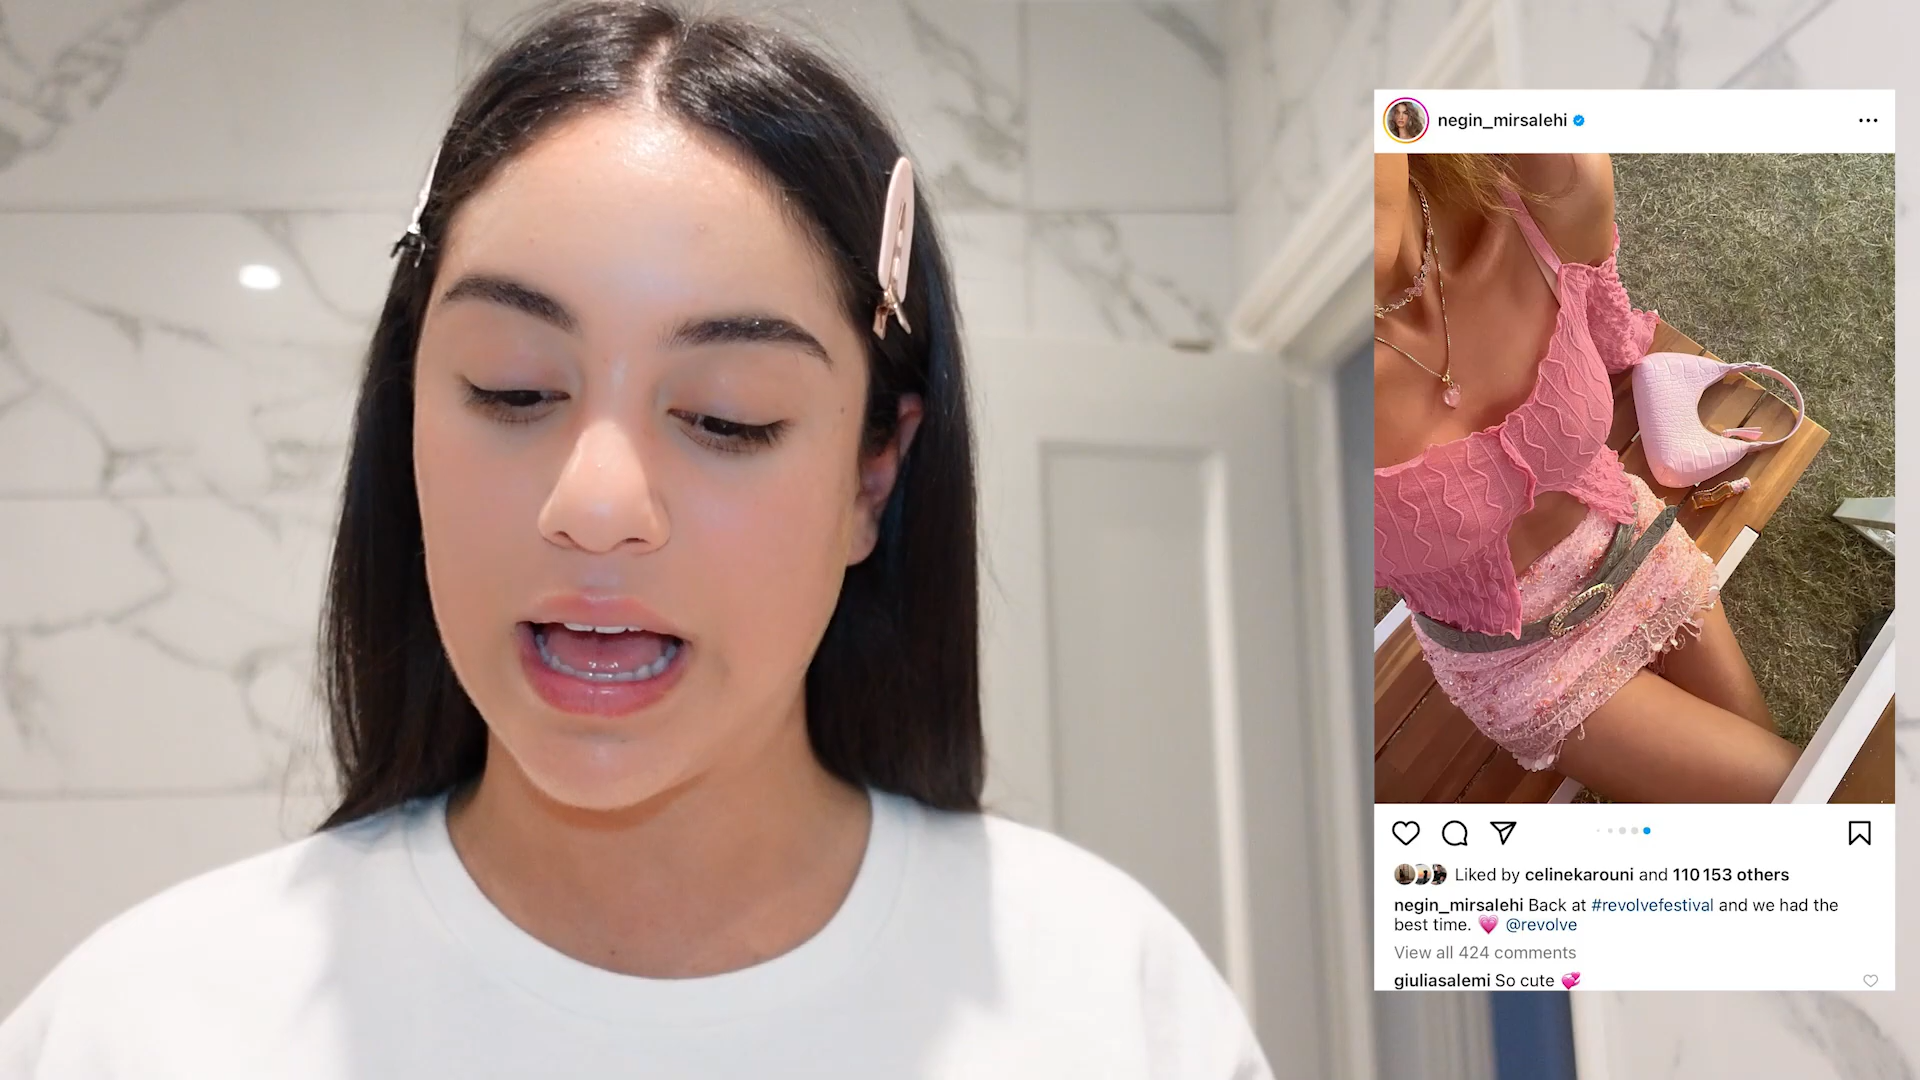 negin_mirsalehi
Liked by celinekarouni and 110 153 others
negin_mirsalehi Back at #revolvefestival and we had the
best time. 💗 @revolve
View all 424 comments
giuliasalemi So cute 💞